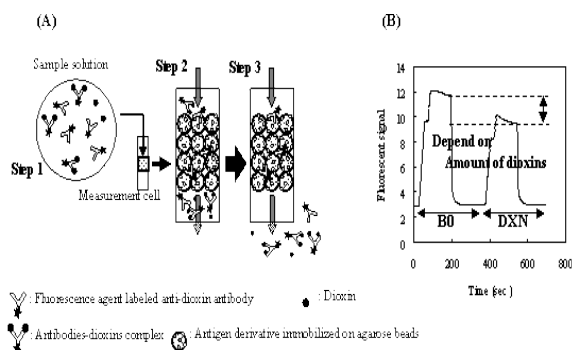 (A)
(B)
Sample solution
Step 1
Step 2
Step 3
Measurement cell
Fluorescent signal
14
12
10
8
6
4
2
0
Depend on
Amount of dioxins
B0
DXN
0
200
400
600
800
Time (sec )
: Fluorescence agent labeled anti-dioxin antibody
: Dioxin
: Antibodies-dioxins complex
: Antigen derivative immobilized on agarose beads